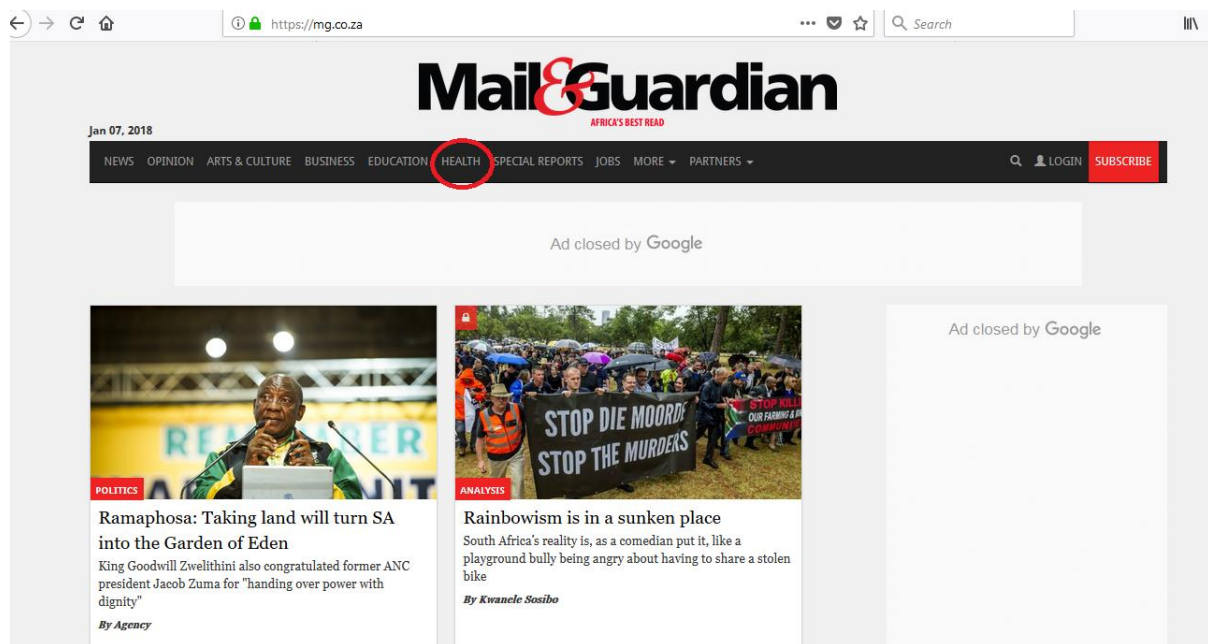 https://mg.co.za
Search
Mail&Guardian
AFRICA'S BEST READ
Jan 07, 2018
NEWS OPINION ARTS & CULTURE BUSINESS EDUCATION HEALTH SPECIAL REPORTS JOBS MORE PARTNERS LOGIN SUBSCRIBE
Ad closed by Google
Ad closed by Google
REMEMBER
POLITICS
Ramaphosa: Taking land will turn SA
into the Garden of Eden
King Goodwill Zwelithini also congratulated former ANC
president Jacob Zuma for "handing over power with
dignity"
By Agency
STOP DIE MOORDE
STOP THE MURDERS
STOP KILL
OUR FARMING &
ANALYSIS
Rainbowism is in a sunken place
South Africa's reality is, as a comedian put it, like a
playground bully being angry about having to share a stolen
bike
By Kwanele Sosibo